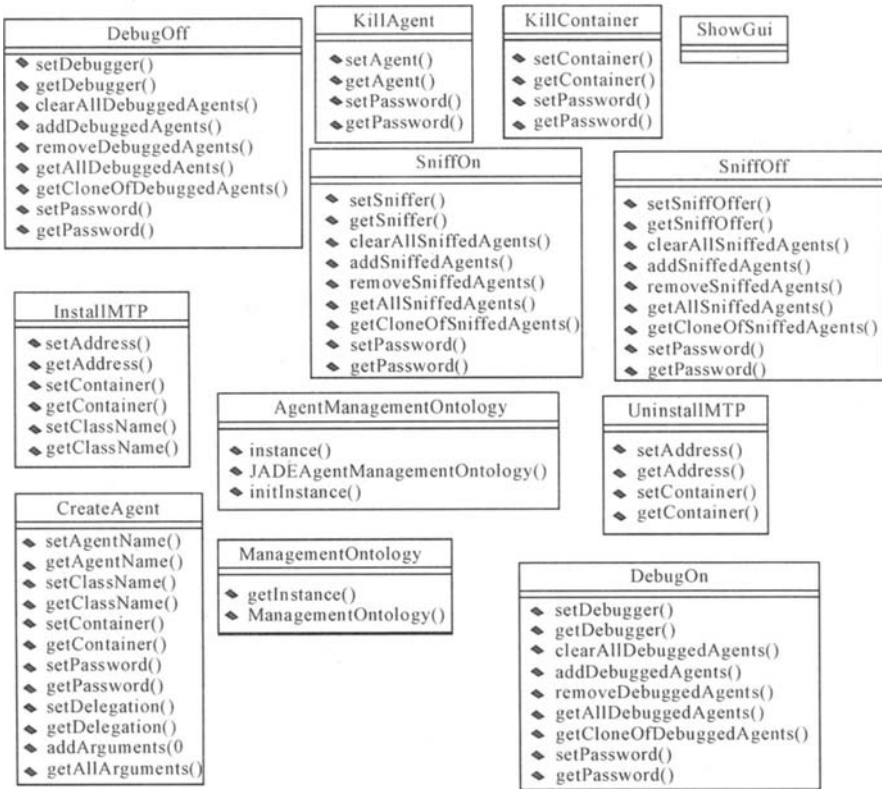 DebugOff
setDebugger()
getDebugger()
clearAllDebuggedAgents()
addDebuggedAgents()
removeDebuggedAgents()
getAllDebuggedAents()
getCloneOfDebuggedAgents()
setPassword()
getPassword()
KillAgent
setAgent()
getAgent()
setPassword()
getPassword()
KillContainer
setContainer()
getContainer()
setPassword()
getPassword()
ShowGui
SniffOn
setSniffer()
getSniffer()
clearAllSniffedAgents()
addSniffedAgents()
removeSniffedAgents()
getAllSniffedAgents()
getCloneOfSniffedAgents()
setPassword()
getPassword()
SniffOff
setSniffOffer()
getSniffOffer()
clearAllSniffedAgents()
addSniffedAgents()
removeSniffedAgents()
getAllSniffedAgents()
getCloneOfSniffedAgents()
setPassword()
getPassword()
InstallMTP
setAddress()
getAddress()
setContainer()
getContainer()
setClassName()
getClassName()
AgentManagementOntology
instance()
JADEAgentManagementOntology()
initInstance()
UninstallMTP
setAddress()
getAddress()
setContainer()
getContainer()
CreateAgent
setAgentName()
getAgentName()
setClassName()
getClassName()
setContainer()
getContainer()
setPassword()
getPassword()
setDelegation()
getDelegation()
addArguments(0
getAllArguments()
ManagementOntology
getInstance()
ManagementOntology()
DebugOn
setDebugger()
getDebugger()
clearAllDebuggedAgents()
addDebuggedAgents()
removeDebuggedAgents()
getAllDebuggedAgents()
getCloneOfDebuggedAgents()
setPassword()
getPassword()